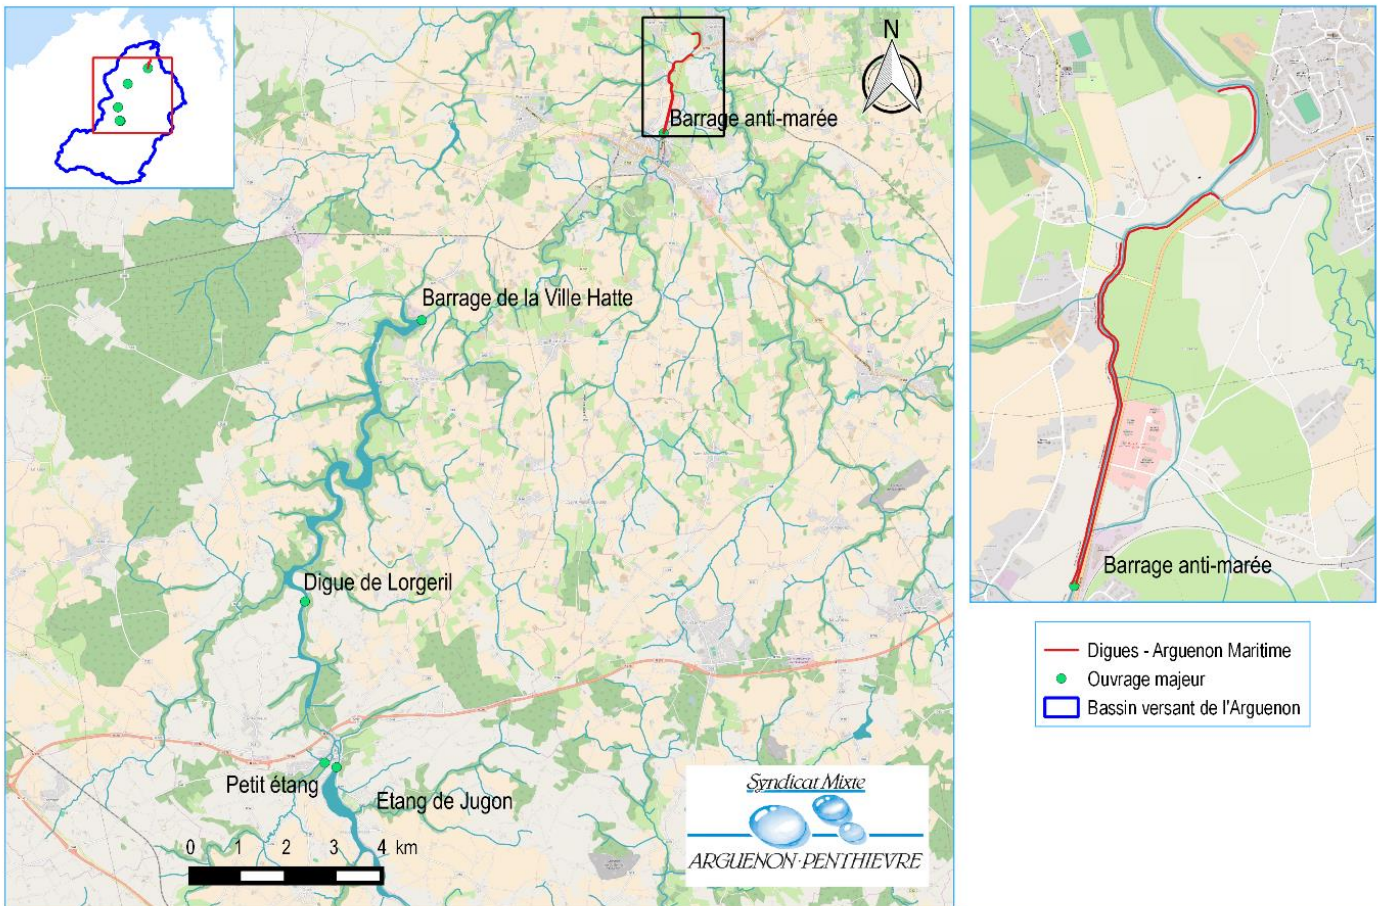 N
Barrage anti-marée
Barrage de la Ville Hatte
Digue de Lorgeril
Petit étang
Etang de Jugon
0 1 2 3 4 km
Syndicat Mixte
ARGUENON-PENTHIEVRE
Barrage anti-marée
Digues - Arguenon Maritime
Ouvrage majeur
Bassin versant de l'Arguenon